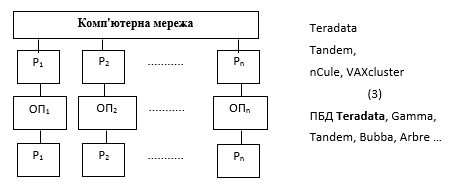 Комп'ютерна мережа
P1 P2 ........... Pn
ОП1 ОП2 ........... ОПn
P1 P2 ........... Pn
Teradata
Tandem,
nCule, VAXcluster
(3)
ПБД Teradata, Gamma,
Tandem, Bubba, Arbre ...